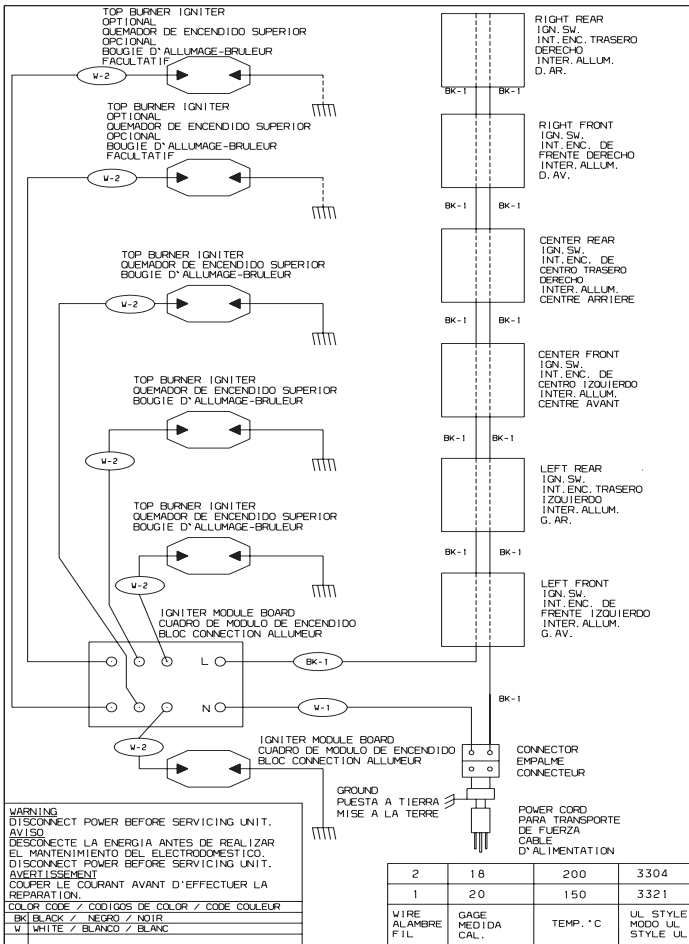 TOP BURNER IGNITER
OPTIONAL
QUEMADOR DE ENCENDIDO SUPERIOR
OPCIONAL
BOUGIE D'ALLUMAGE-BRULEUR
FACULTATIF
W-2
TOP BURNER IGNITER
OPTIONAL
QUEMADOR DE ENCENDIDO SUPERIOR
OPCIONAL
BOUGIE D'ALLUMAGE-BRULEUR
FACULTATIF
W-2
TOP BURNER IGNITER
QUEMADOR DE ENCENDIDO SUPERIOR
BOUGIE D'ALLUMAGE-BRULEUR
W-2
TOP BURNER IGNITER
QUEMADOR DE ENCENDIDO SUPERIOR
BOUGIE D'ALLUMAGE-BRULEUR
W-2
TOP BURNER IGNITER
QUEMADOR DE ENCENDIDO SUPERIOR
BOUGIE D'ALLUMAGE-BRULEUR
W-2
IGNITER MODULE BOARD
CUADRO DE MODULO DE ENCENDIDO
BLOC CONNECTION ALLUMEUR
L
BK-1
N
W-1
W-2
IGNITER MODULE BOARD
CUADRO DE MODULO DE ENCENDIDO
BLOC CONNECTION ALLUMEUR
RIGHT REAR
IGN.SW.
INT.ENC.TRASERO
DERECHO
INTER.ALLUM.
D.AR.
BK-1 BK-1
RIGHT FRONT
IGN.SW.
INT.ENC. DE
FRENTE DERECHO
INTER.ALLUM.
D.AV.
BK-1 BK-1
CENTER REAR
IGN.SW.
INT.ENC. DE
CENTRO TRASERO
DERECHO
INTER.ALLUM.
CENTRE ARRIERE
BK-1 BK-1
CENTER FRONT
IGN.SW.
INT.ENC. DE
CENTRO IZQUIERDO
INTER.ALLUM.
CENTRE AVANT
BK-1 BK-1
LEFT REAR
IGN.SW.
INT.ENC.TRASERO
IZQUIERDO
INTER.ALLUM.
G.AR.
BK-1 BK-1
LEFT FRONT
IGN.SW.
INT.ENC. DE
FRENTE IZQUIERDO
INTER.ALLUM.
G.AV.
BK-1
CONNECTOR
EMPALME
CONNECTEUR
GROUND
PUESTA A TIERRA
MISE A LA TERRE
POWER CORD
PARA TRANSPORTE
DE FUERZA
CABLE
D'ALIMENTATION
WARNING
DISCONNECT POWER BEFORE SERVICING UNIT.
AVISO
DESCONECTE LA ENERGIA ANTES DE REALIZAR
EL MANTENIMIENTO DEL ELECTRODOMESTICO.
DISCONNECT POWER BEFORE SERVICING UNIT.
AVERTISSEMENT
COUPER LE COURANT AVANT D'EFFECTUER LA
REPARATION.
COLOR CODE / CODIGOS DE COLOR / CODE COULEUR
BK BLACK / NEGRO / NOIR
W WHITE / BLANCO / BLANC
2 18 200 3304
1 20 150 3321
WIRE
ALAMBRE
FIL
GAGE
MEDIDA
CAL.
TEMP.°C
UL STYLE
MODO UL
STYLE UL